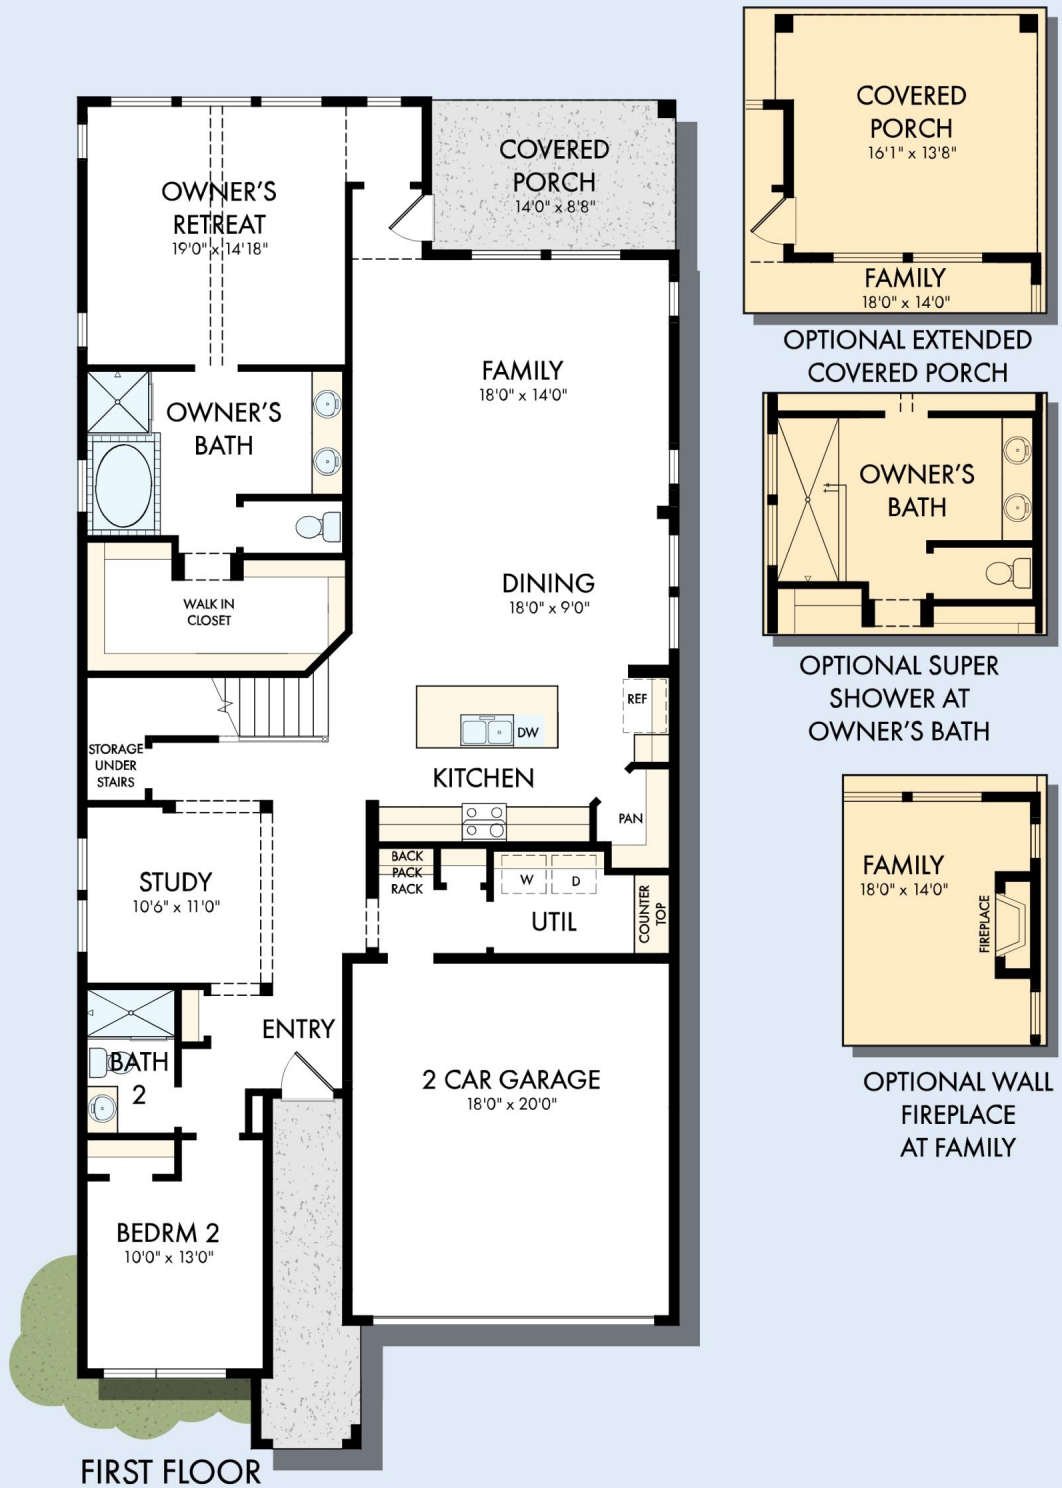 OWNER'S
RETREAT
19'0" x 14'18"
COVERED
PORCH
14'0" x 8'8"
FAMILY
18'0" x 14'0"
OWNER'S
BATH
WALK IN
CLOSET
DINING
18'0" x 9'0"
REF
DW
KITCHEN
STORAGE
UNDER
STAIRS
PAN
BACK
PACK
RACK
W
D
UTIL
COUNTER
TOP
STUDY
10'6" x 11'0"
ENTRY
BATH
2
2 CAR GARAGE
18'0" x 20'0"
BEDRM 2
10'0" x 13'0"
FIRST FLOOR
COVERED
PORCH
16'1" x 13'8"
FAMILY
18'0" x 14'0"
OPTIONAL EXTENDED
COVERED PORCH
OWNER'S
BATH
OPTIONAL SUPER
SHOWER AT
OWNER'S BATH
FAMILY
18'0" x 14'0"
FIREPLACE
OPTIONAL WALL
FIREPLACE
AT FAMILY